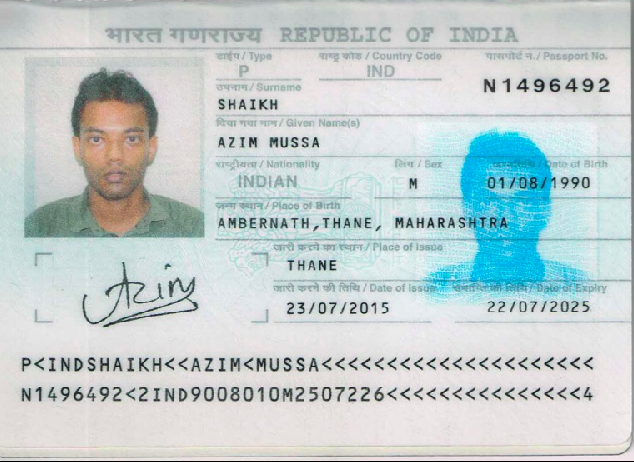 भारत गणराज्य REPUBLIC OF INDIA
टाईप / Type राष्ट्र कोड / Country Code पासपोर्ट न. / Passport No.
P IND N1496492
उपनाम / Surname
SHAIKH
दिया गया नाम / Given Name(s)
AZIM MUSSA
राष्ट्रीयता / Nationality लिंग / Sex Date of Birth
INDIAN M 01/08/1990
जन्म स्थान / Place of Birth
AMBERNATH,THANE, MAHARASHTRA
जारी करने का स्थान / Place of Issue
THANE
जारी करने की तिथि / Date of Issue समाप्ति की तिथि / Date of Expiry
23/07/2015 22/07/2025
Azim
P<INDSHAIKH<<AZIM<MUSSA<<<<<<<<<<<<<<<<<<<<<
N1496492<2IND9008010M2507226<<<<<<<<<<<<<<<4